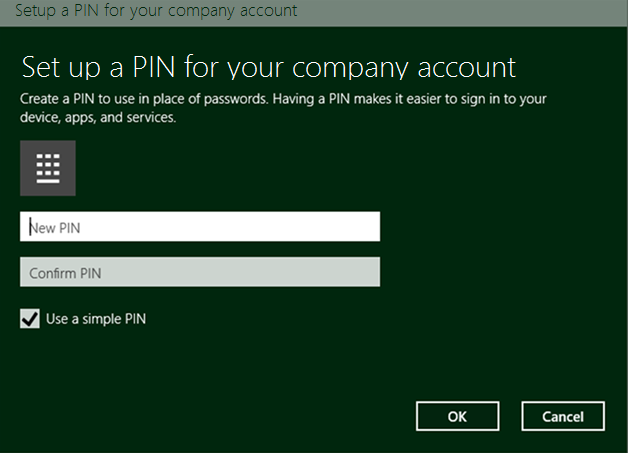 Setup a PIN for your company account
Set up a PIN for your company account
Create a PIN to use in place of passwords. Having a PIN makes it easier to sign in to your
device, apps, and services.
New PIN
Confirm PIN
Use a simple PIN
OK
Cancel